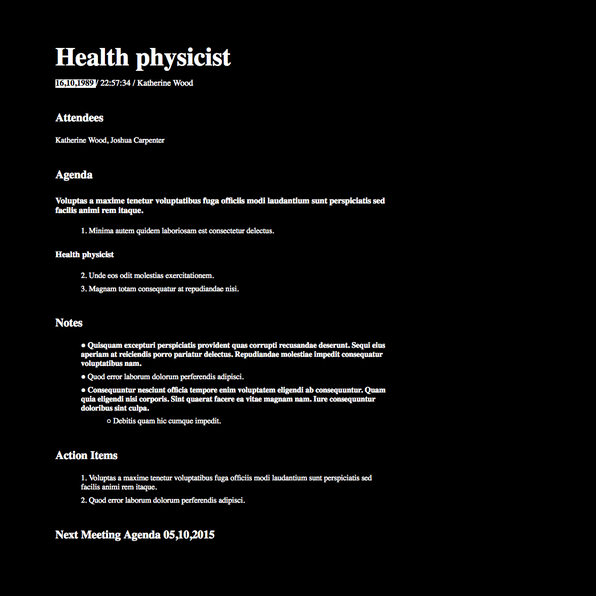 Health physicist
16,10,1989 / 22:57:34 / Katherine Wood
Attendees
Katherine Wood, Joshua Carpenter
Agenda
Voluptas a maxime tenetur voluptatibus fuga officiis modi laudantium sunt perspiciatis sed
facilis animi rem itaque.
1. Minima autem quidem laboriosam est consectetur delectus.
Health physicist
2. Unde eos odit molestias exercitationem.
3. Magnam totam consequatur at repudiandae nisi.
Notes
● Quisquam excepturi perspiciatis provident quas corrupti recusandae deserunt. Sequi eius
aperiam at reiciendis porro pariatur delectus. Repudiandae molestiae impedit consequatur
voluptatibus nam.
● Quod error laborum dolorum perferendis adipisci.
● Consequuntur nesciunt officia tempore enim voluptatem eligendi ab consequuntur. Quam
quia eligendi nisi corporis. Sint quaerat facere ea vitae magnam nam. Iure consequuntur
doloribus sint culpa.
○ Debitis quam hic cumque impedit.
Action Items
1. Voluptas a maxime tenetur voluptatibus fuga officiis modi laudantium sunt perspiciatis sed
facilis animi rem itaque.
2. Quod error laborum dolorum perferendis adipisci.
Next Meeting Agenda 05,10,2015